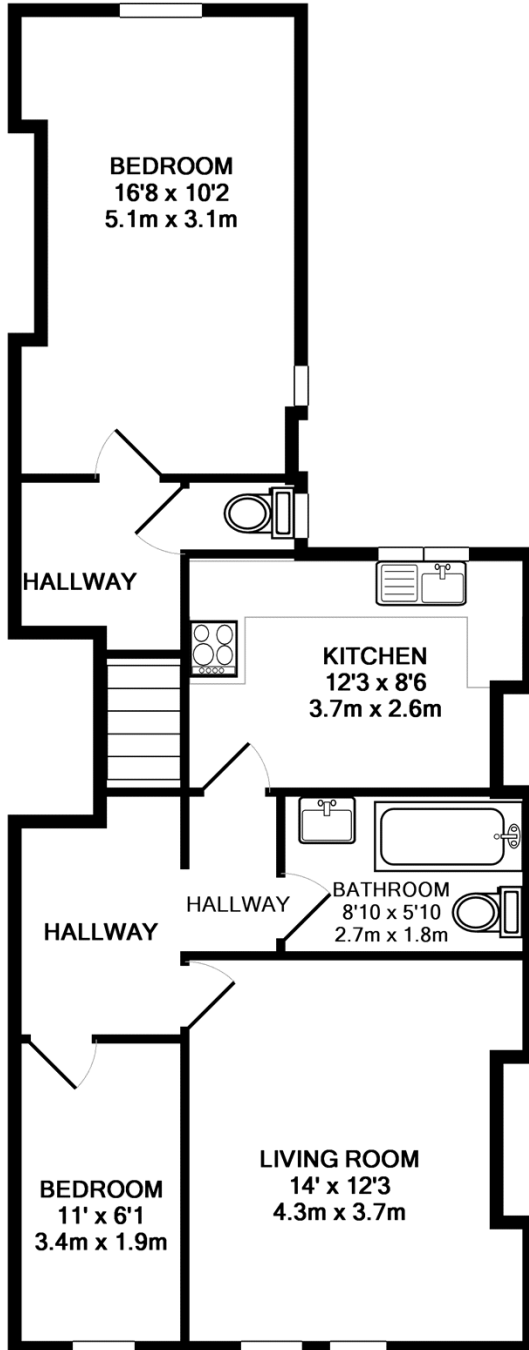 BEDROOM
16'8 x 10'2
5.1m x 3.1m
HALLWAY
KITCHEN
12'3 x 8'6
3.7m x 2.6m
BATHROOM
8'10 x 5'10
2.7m x 1.8m
HALLWAY
HALLWAY
LIVING ROOM
14' x 12'3
4.3m x 3.7m
BEDROOM
11' x 6'1
3.4m x 1.9m